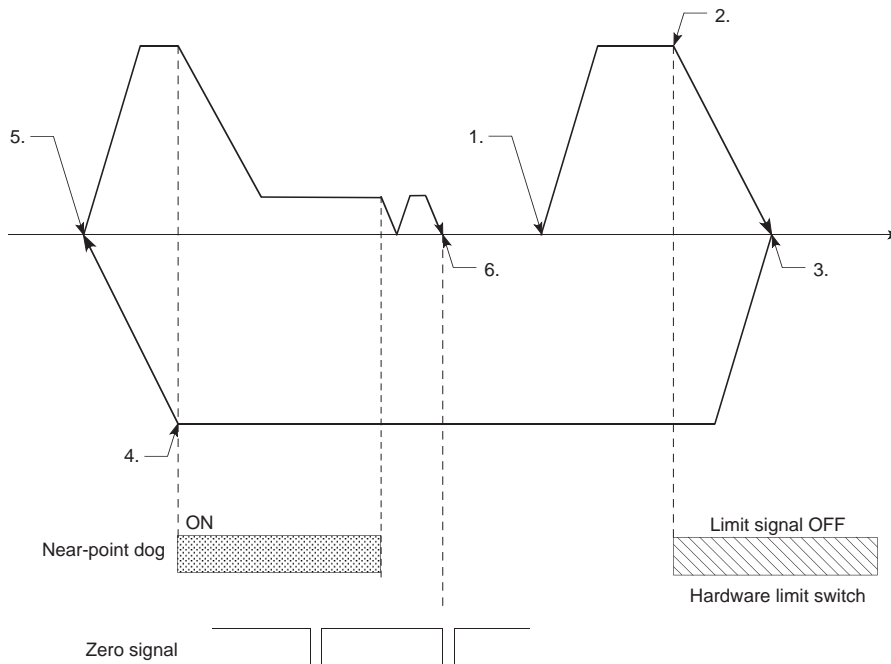 2.
5.
1.
6.
3.
4.
ON
Near-point dog
Limit signal OFF
Hardware limit switch
Zero signal